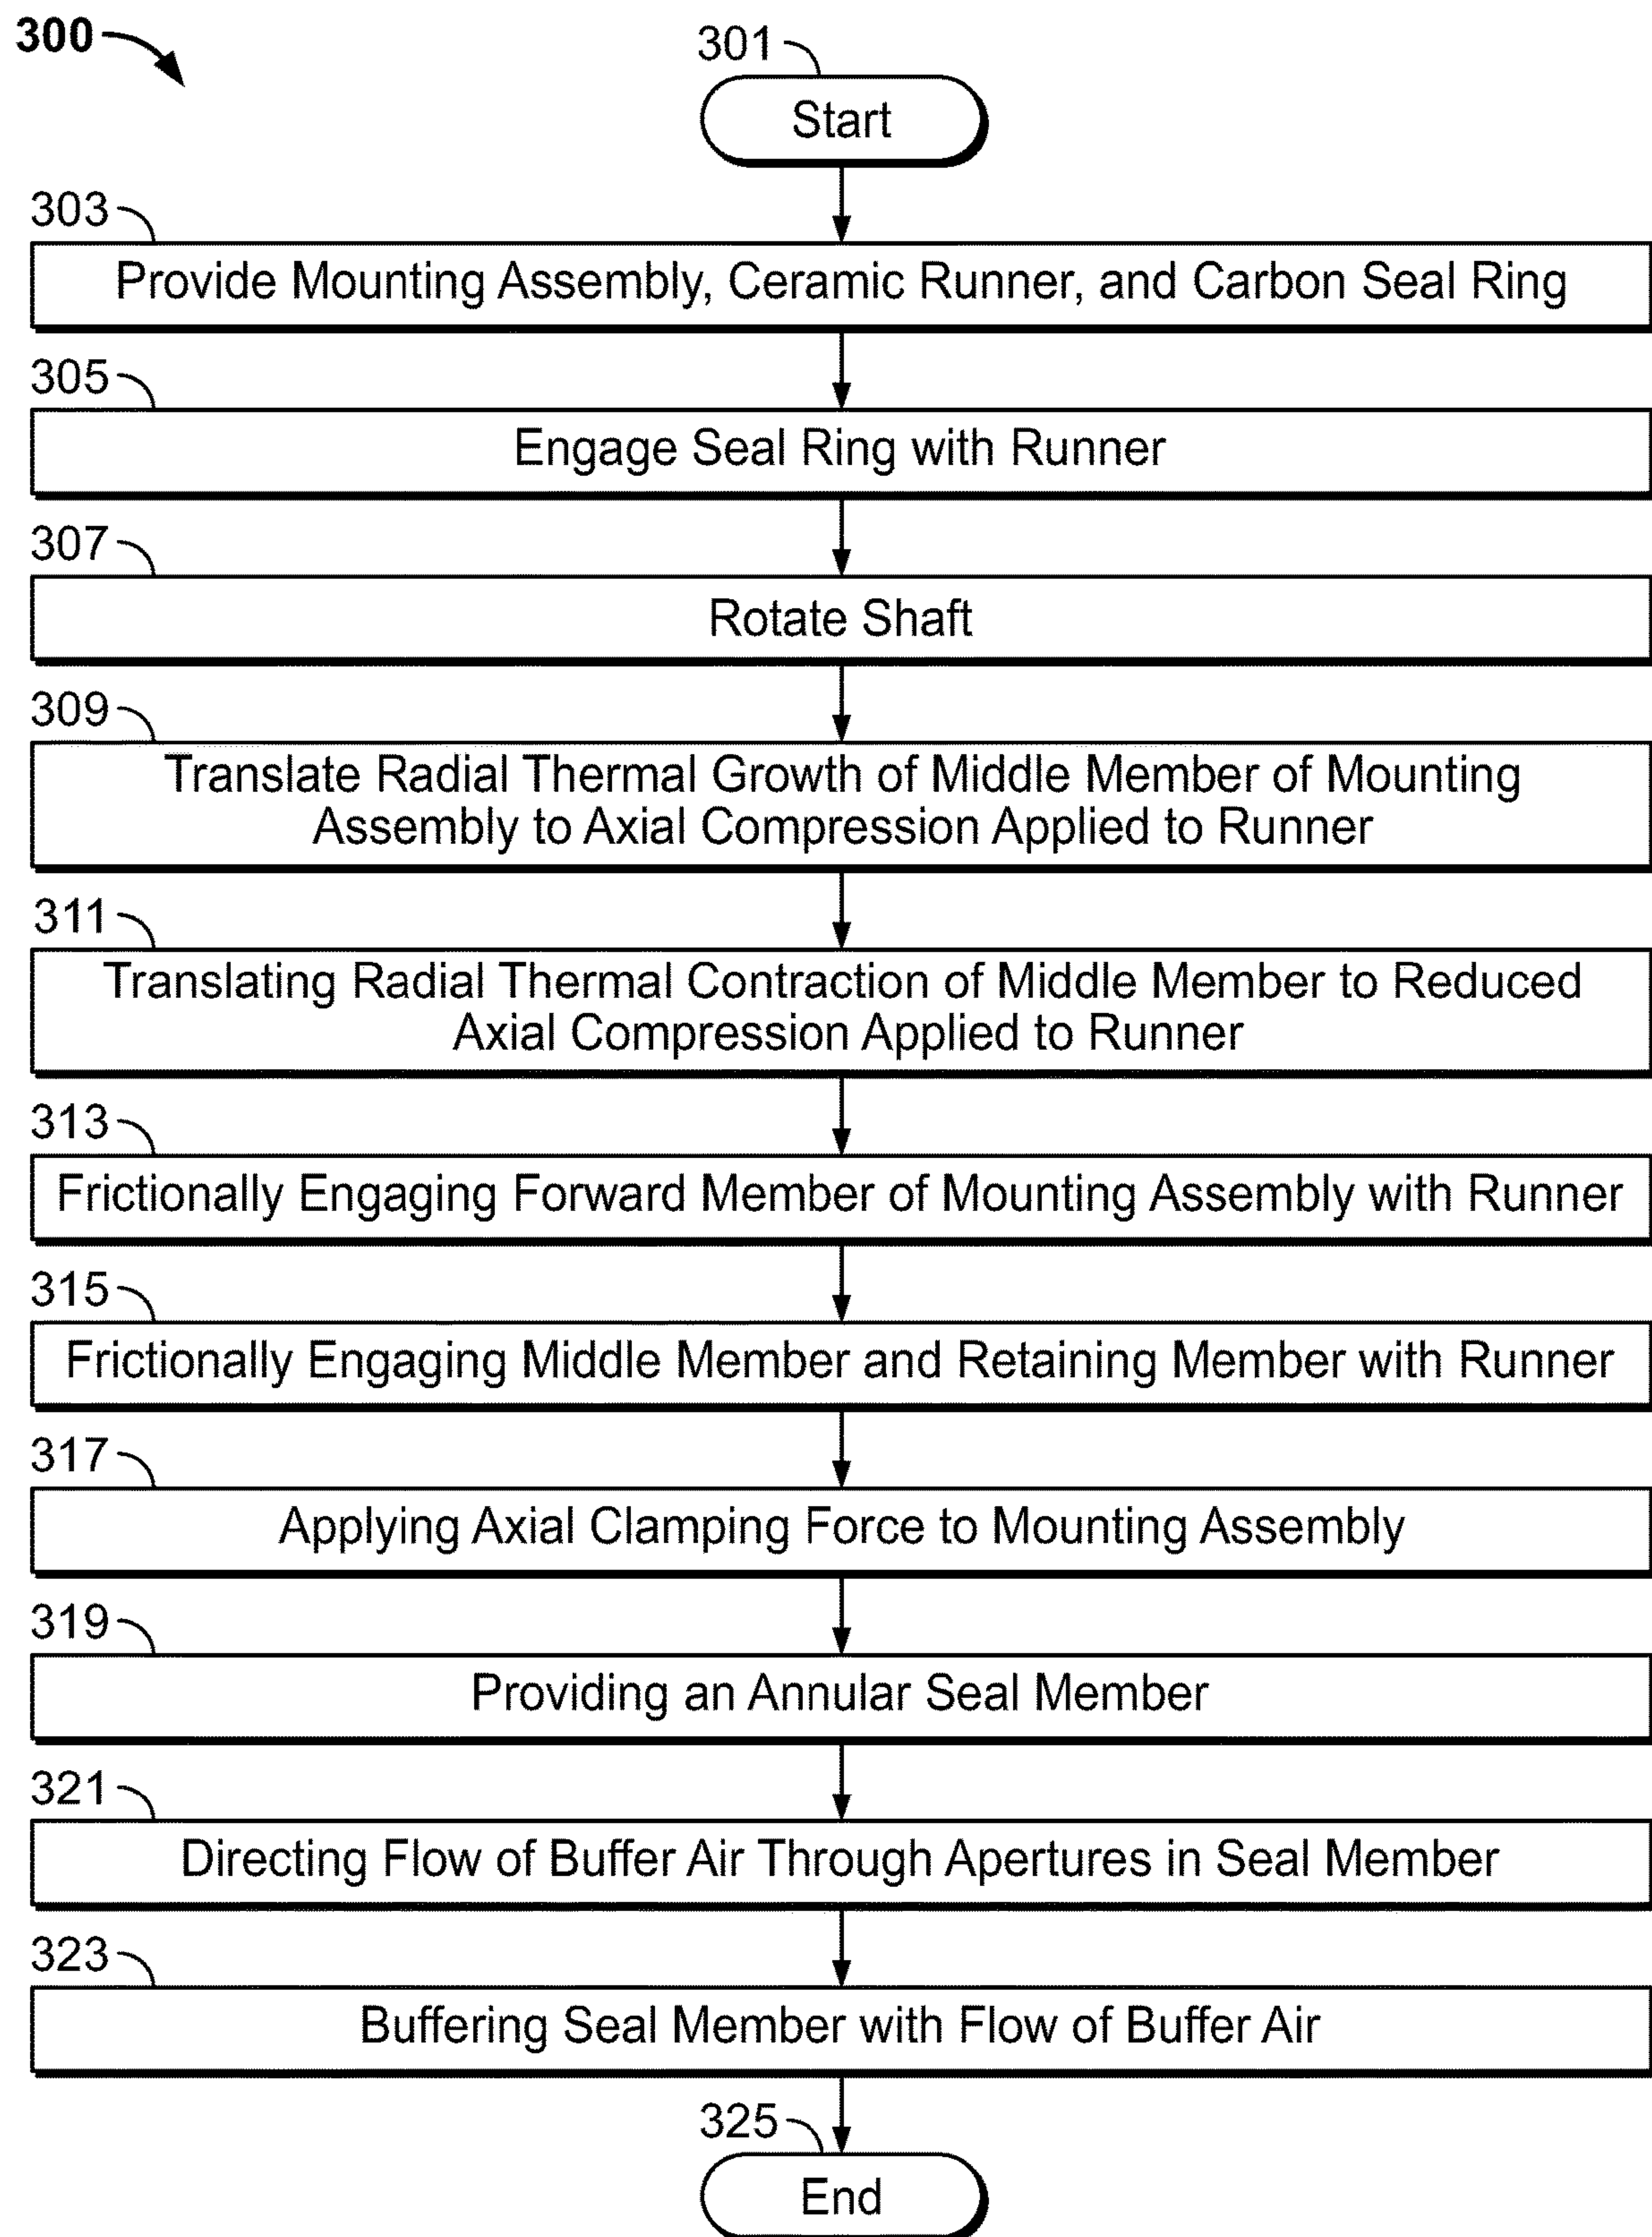 300
301
Start
303
Provide Mounting Assembly, Ceramic Runner, and Carbon Seal Ring
305
Engage Seal Ring with Runner
307
Rotate Shaft
309
Translate Radial Thermal Growth of Middle Member of Mounting
Assembly to Axial Compression Applied to Runner
311
Translating Radial Thermal Contraction of Middle Member to Reduced
Axial Compression Applied to Runner
313
Frictionally Engaging Forward Member of Mounting Assembly with Runner
315
Frictionally Engaging Middle Member and Retaining Member with Runner
317
Applying Axial Clamping Force to Mounting Assembly
319
Providing an Annular Seal Member
321
Directing Flow of Buffer Air Through Apertures in Seal Member
323
Buffering Seal Member with Flow of Buffer Air
325
End